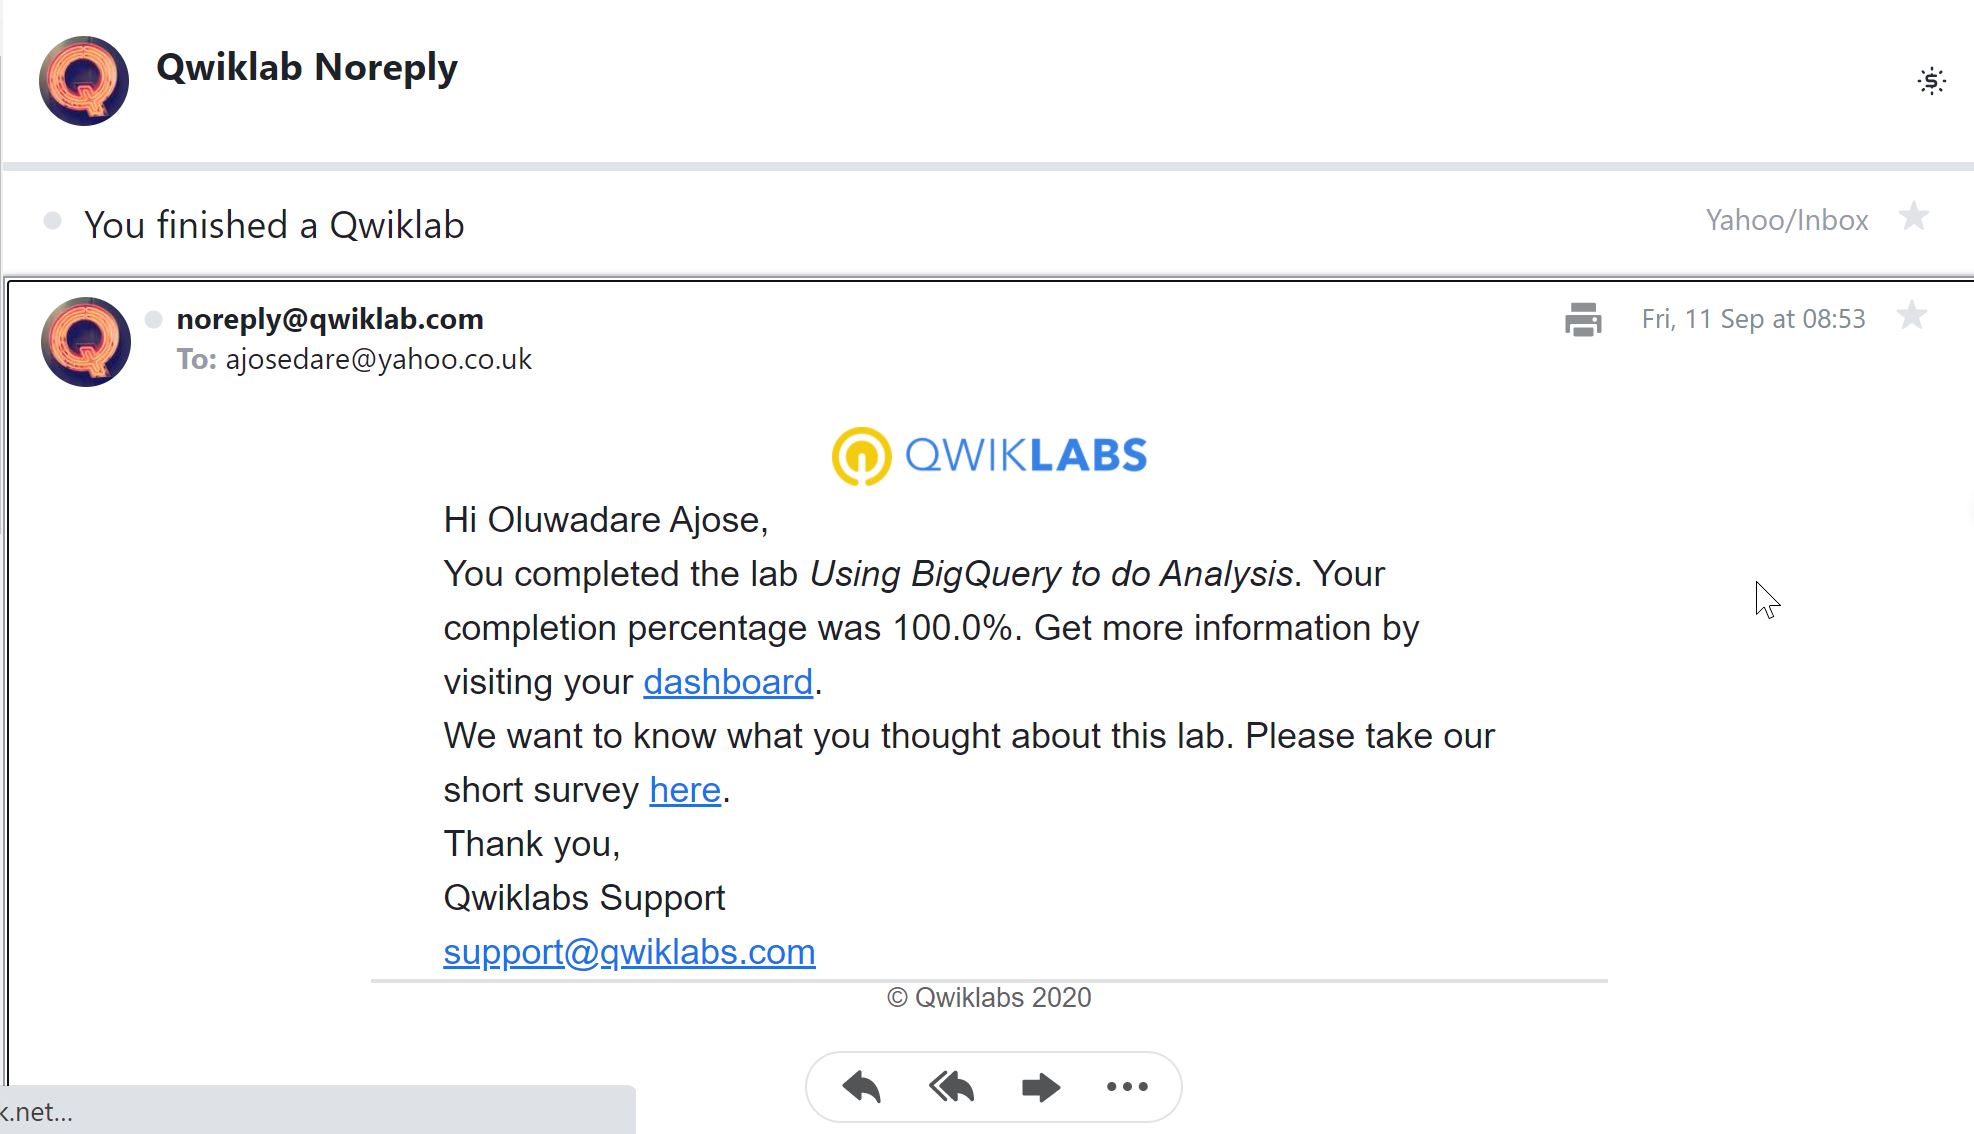 Qwiklab Noreply
You finished a Qwiklab
Yahoo/Inbox
noreply@qwiklab.com
Fri, 11 Sep at 08:53
To: ajosedare@yahoo.co.uk
QWIKLABS
Hi Oluwadare Ajose,
You completed the lab Using BigQuery to do Analysis. Your
completion percentage was 100.0%. Get more information by
visiting your dashboard.
We want to know what you thought about this lab. Please take our
short survey here.
Thank you,
Qwiklabs Support
support@qwiklabs.com
© Qwiklabs 2020
k.net...